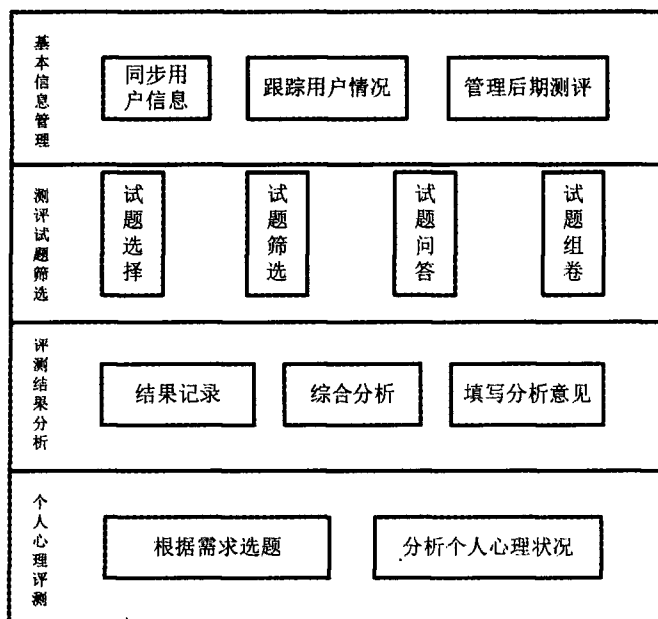 基本信息管理
同步用
户信息
跟踪用户情况
管理后期测评
测评试题筛选
试题选择
试题筛选
试题问答
试题组卷
评测结果分析
结果记录
综合分析
填写分析意见
个人心理评测
根据需求选题
分析个人心理状况